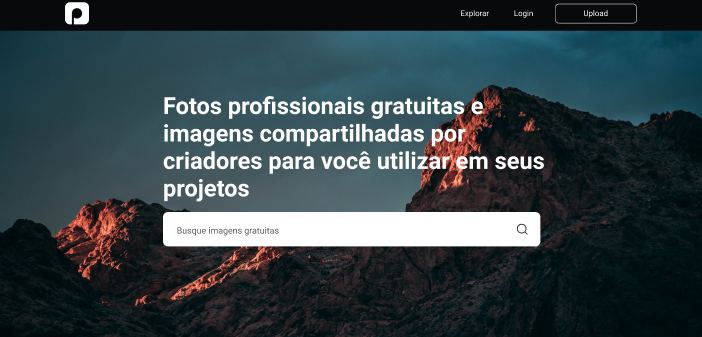 Explorar
Login
Upload
Fotos profissionais gratuitas e
imagens compartilhadas por
criadores para você utilizar em seus
projetos
Busque imagens gratuitas